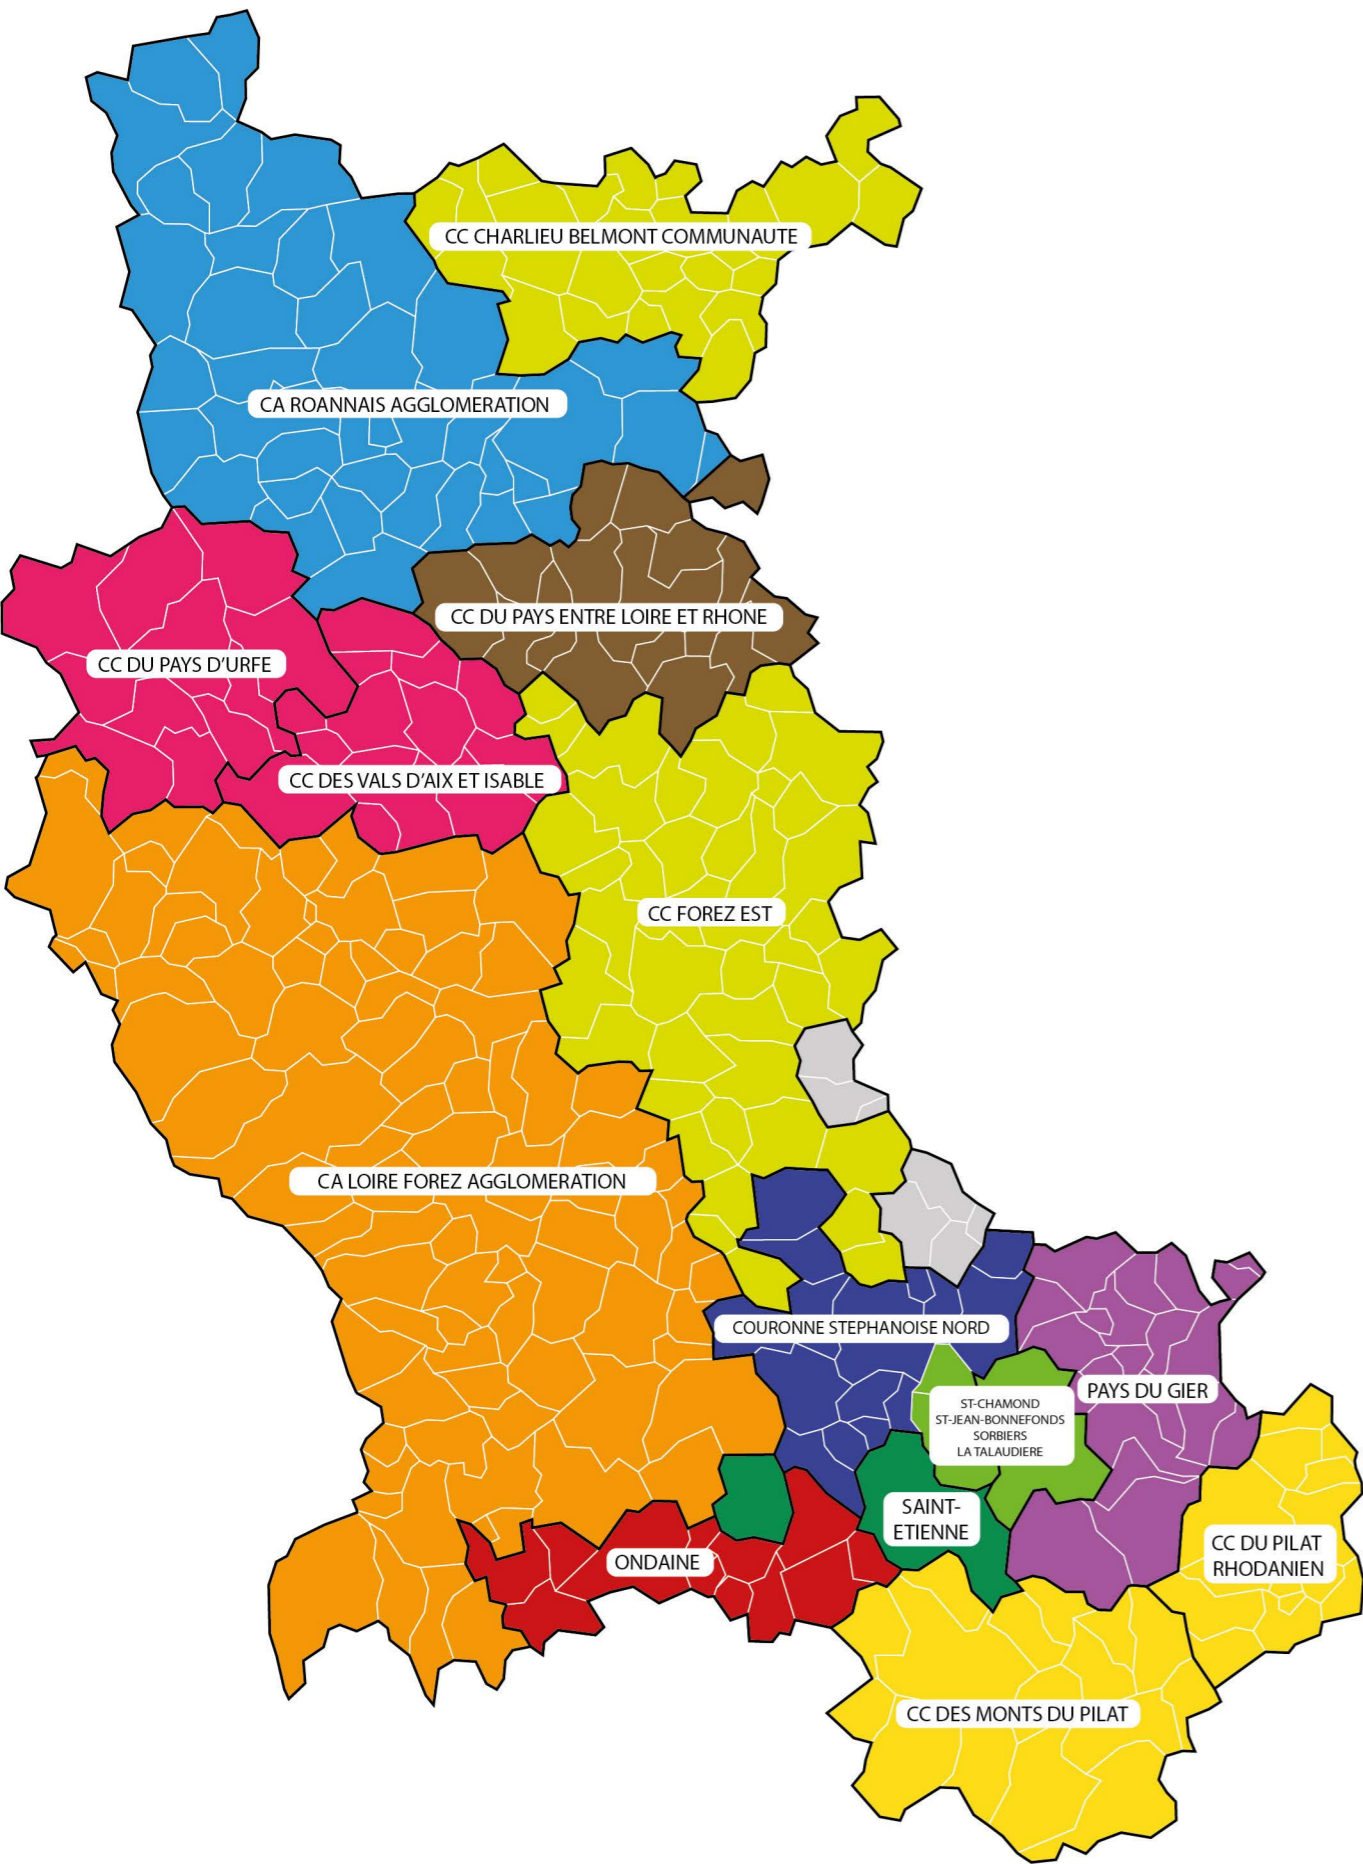 CC CHARLIEU BELMONT COMMUNAUTE
CA ROANNAIS AGGLOMERATION
CC DU PAYS ENTRE LOIRE ET RHONE
CC DU PAYS D'URFE
CC DES VALS D'AIX ET ISABLE
CC FOREZ EST
CA LOIRE FOREZ AGGLOMERATION
COURONNE STEPHANOISE NORD
PAYS DU GIER
ST-CHAMOND
ST-JEAN-BONNEFONDS
SORBIERS
LA TALAUDIERE
SAINT-
ETIENNE
CC DU PILAT
RHODANIEN
ONDAINE
CC DES MONTS DU PILAT